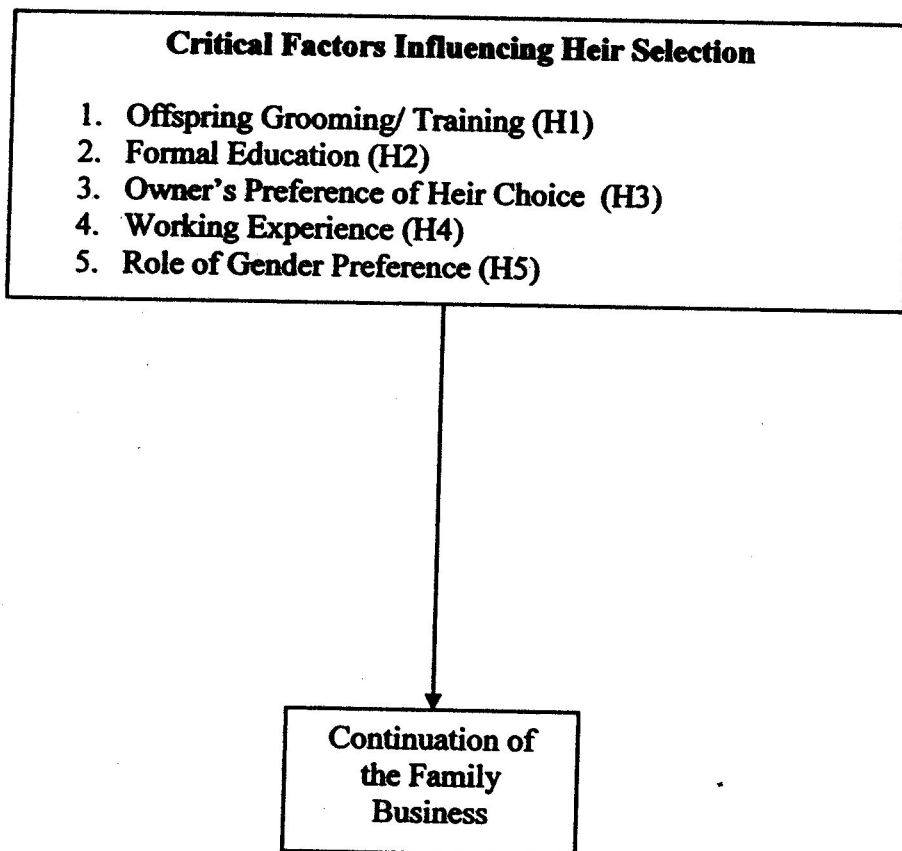 Critical Factors Influencing Heir Selection
1. Offspring Grooming/ Training (H1)
2. Formal Education (H2)
3. Owner's Preference of Heir Choice (H3)
4. Working Experience (H4)
5. Role of Gender Preference (H5)
Continuation of
the Family
Business